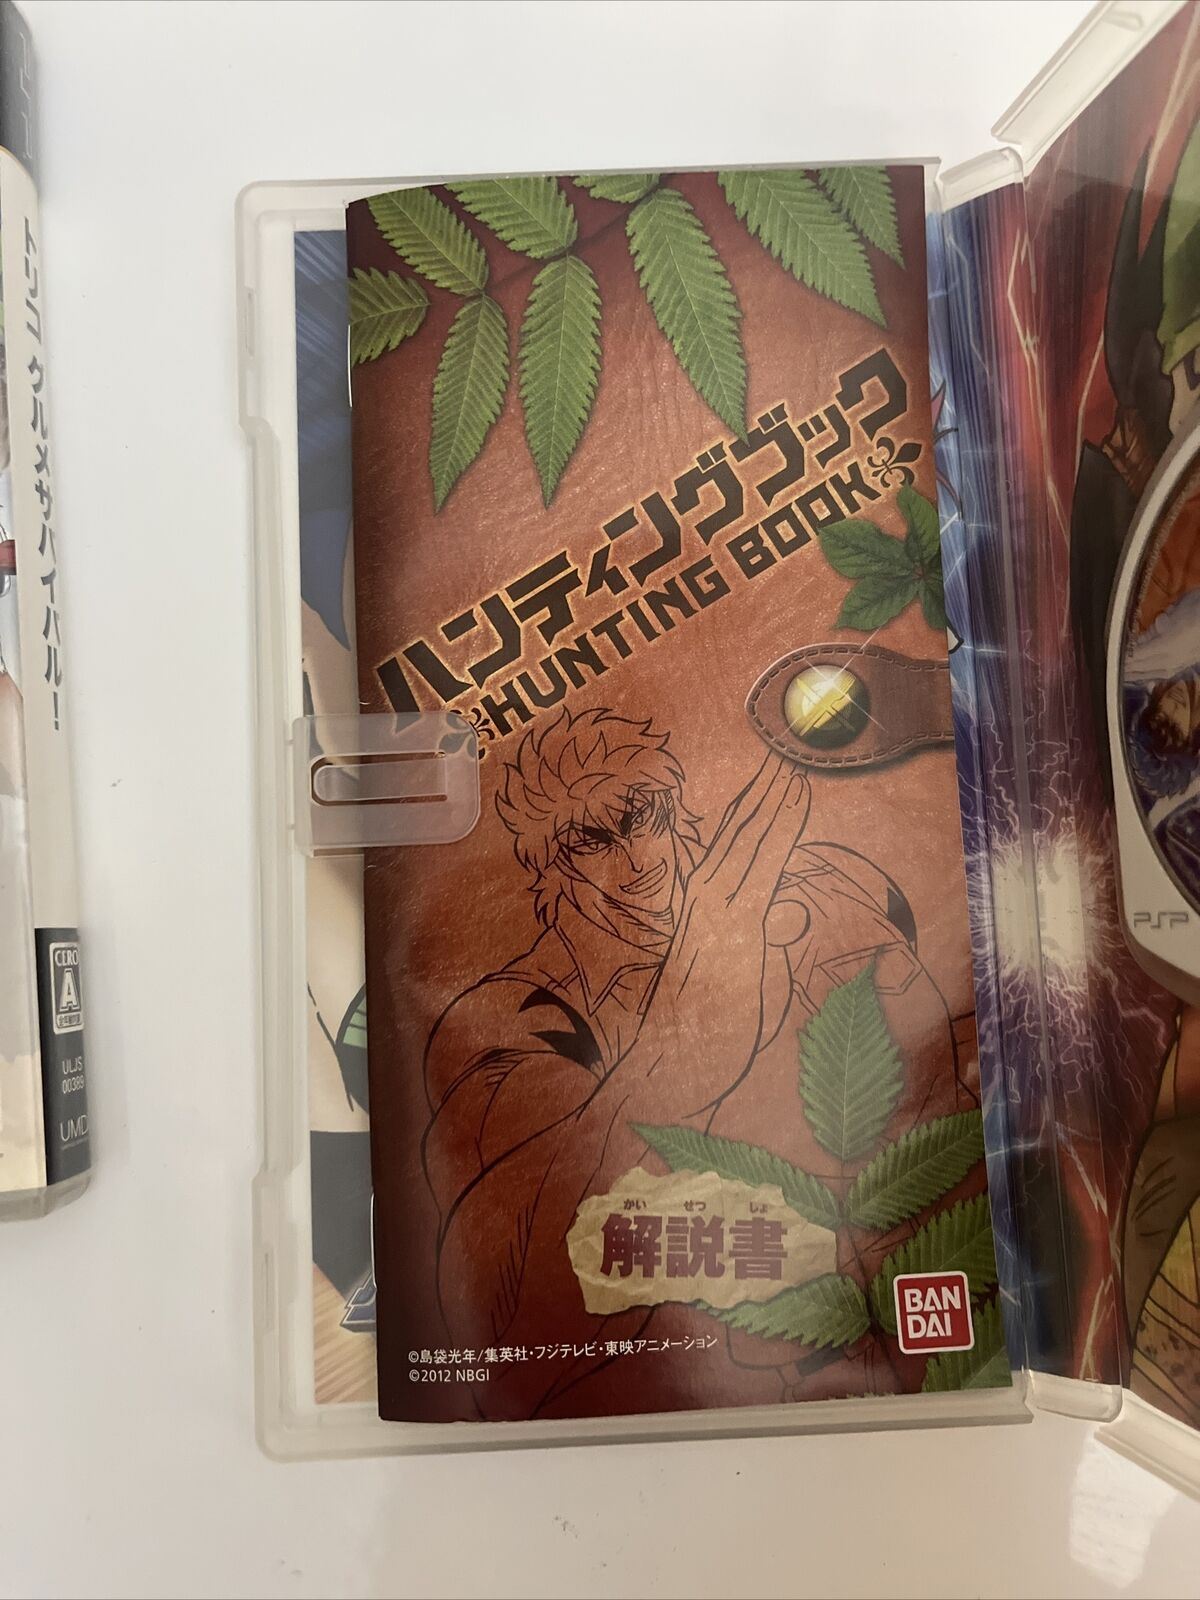 トリコ グルメサバイバル!
CERO
A
ULJS
00389
UMD
ハンティングブック
HUNTING BOOK
かい せつ しょ
解説書
BAN
DAI
©島袋光年/集英社・フジテレビ・東映アニメーション
©2012 NBGI
PSP